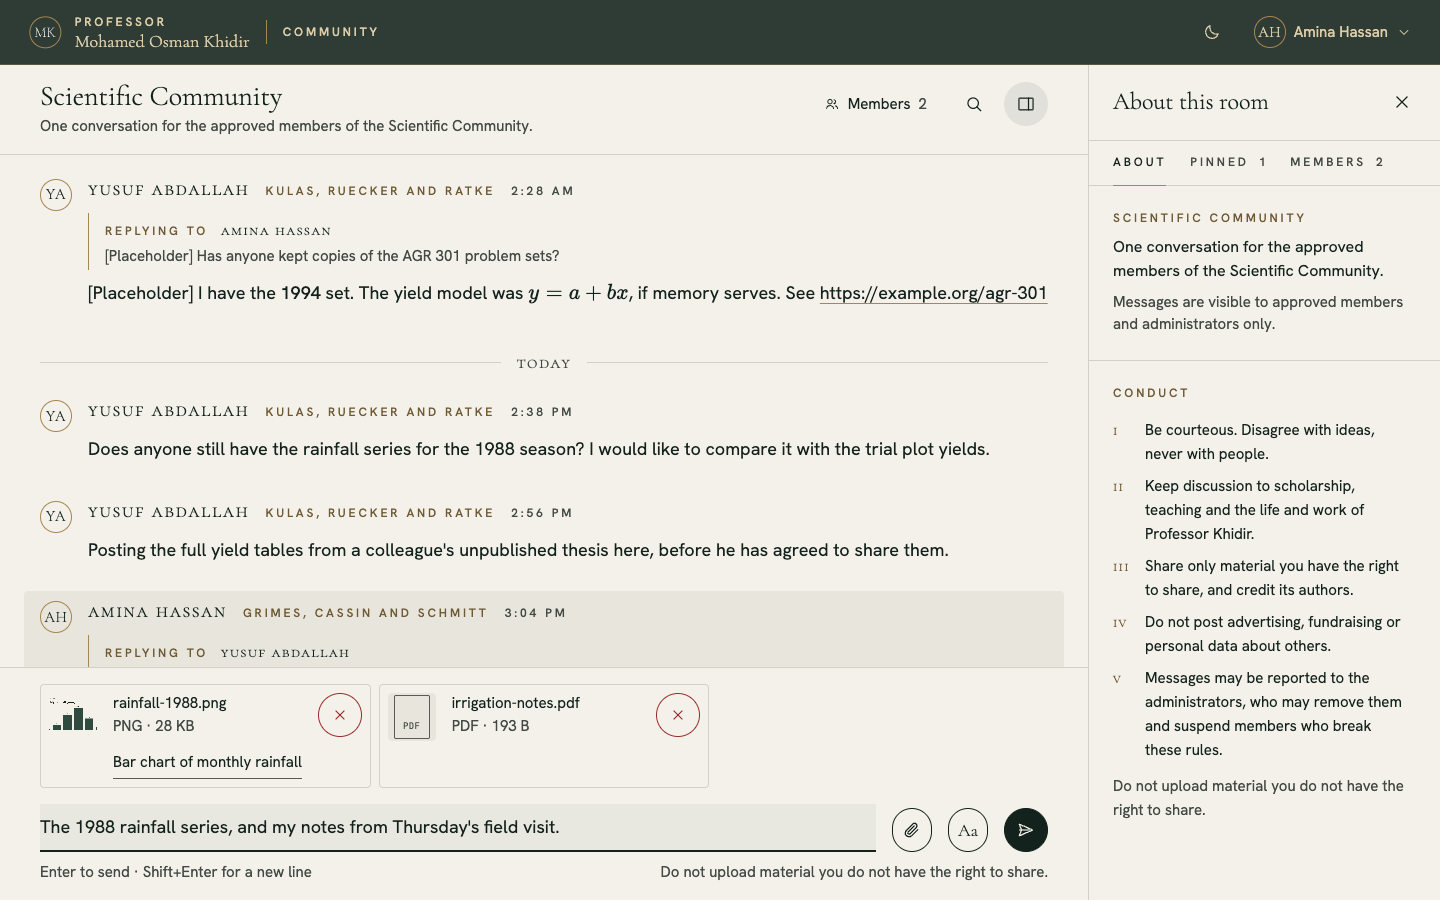 MK
PROFESSOR
Mohamed Osman Khidir
COMMUNITY
AH
Amina Hassan
Scientific Community
One conversation for the approved members of the Scientific Community.
Members 2
YA
YUSUF ABDALLAH KULAS, RUECKER AND RATKE 2:28 AM
REPLYING TO AMINA HASSAN
[Placeholder] Has anyone kept copies of the AGR 301 problem sets?
[Placeholder] I have the 1994 set. The yield model was y = a + bx, if memory serves. See https://example.org/agr-301
TODAY
YA
YUSUF ABDALLAH KULAS, RUECKER AND RATKE 2:38 PM
Does anyone still have the rainfall series for the 1988 season? I would like to compare it with the trial plot yields.
YA
YUSUF ABDALLAH KULAS, RUECKER AND RATKE 2:56 PM
Posting the full yield tables from a colleague's unpublished thesis here, before he has agreed to share them.
AH
AMINA HASSAN GRIMES, CASSIN AND SCHMITT 3:04 PM
REPLYING TO YUSUF ABDALLAH
rainfall-1988.png
PNG · 28 KB
Bar chart of monthly rainfall
PDF
irrigation-notes.pdf
PDF · 193 B
The 1988 rainfall series, and my notes from Thursday's field visit.
Aa
Enter to send · Shift+Enter for a new line
Do not upload material you do not have the right to share.
About this room
ABOUT PINNED 1 MEMBERS 2
SCIENTIFIC COMMUNITY
One conversation for the approved
members of the Scientific Community.
Messages are visible to approved members
and administrators only.
CONDUCT
I Be courteous. Disagree with ideas,
never with people.
II Keep discussion to scholarship,
teaching and the life and work of
Professor Khidir.
III Share only material you have the right
to share, and credit its authors.
IV Do not post advertising, fundraising or
personal data about others.
V Messages may be reported to the
administrators, who may remove them
and suspend members who break
these rules.
Do not upload material you do not have the
right to share.